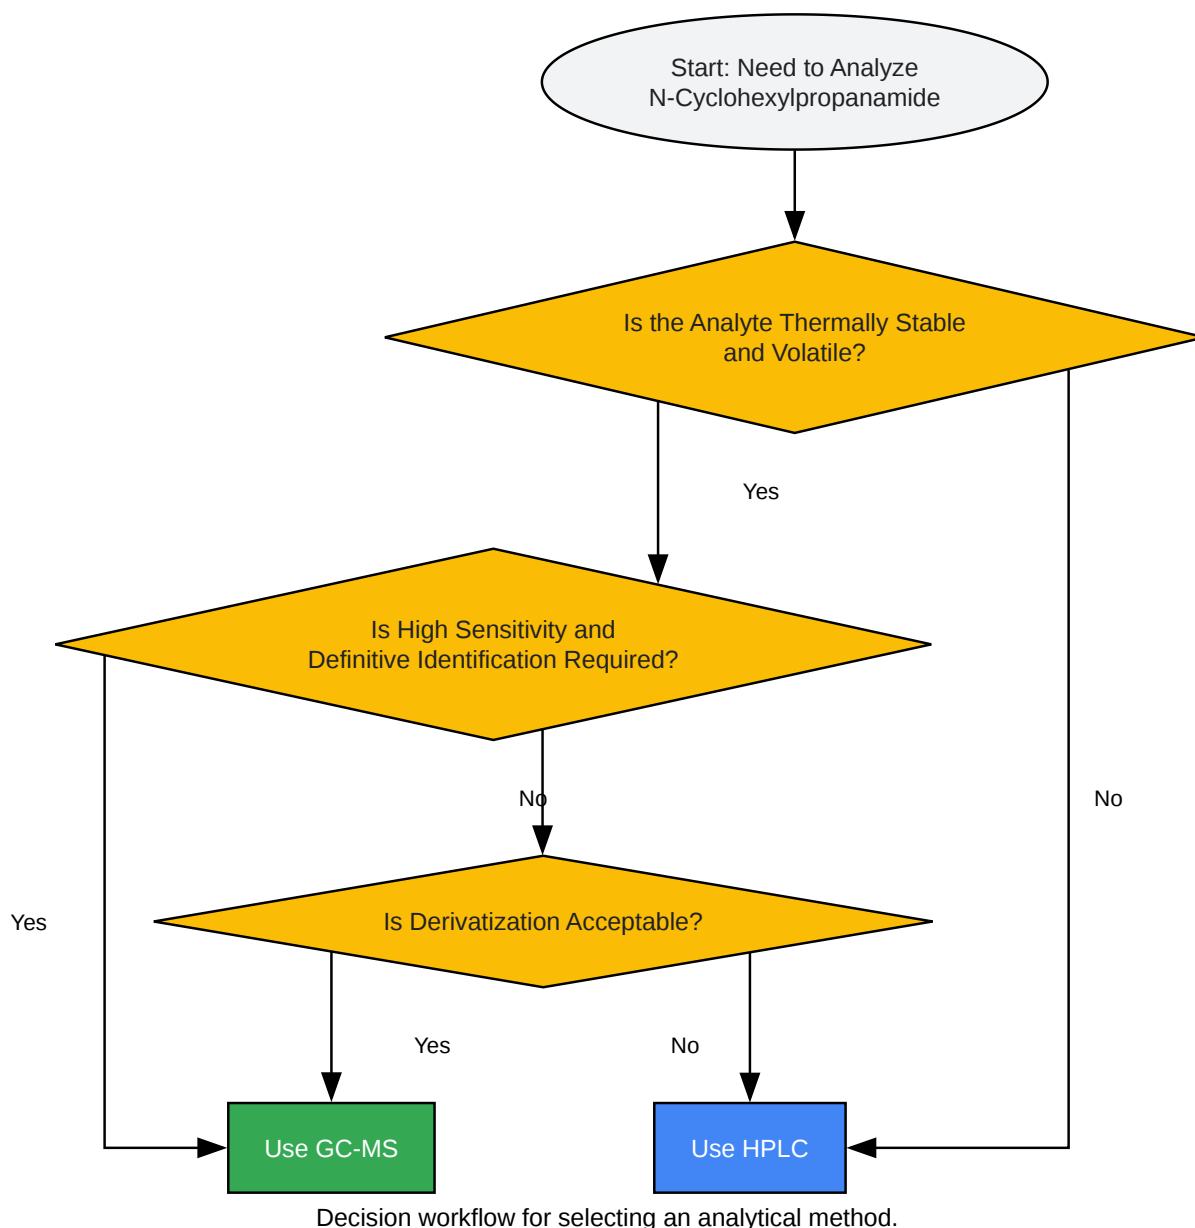 Start: Need to Analyze
N-Cyclohexylpropanamide
Is the Analyte Thermally Stable
and Volatile?
Yes
Is High Sensitivity and
Definitive Identification Required?
No
No
Is Derivatization Acceptable?
Yes
Yes
No
Use GC-MS
Use HPLC
Decision workflow for selecting an analytical method.